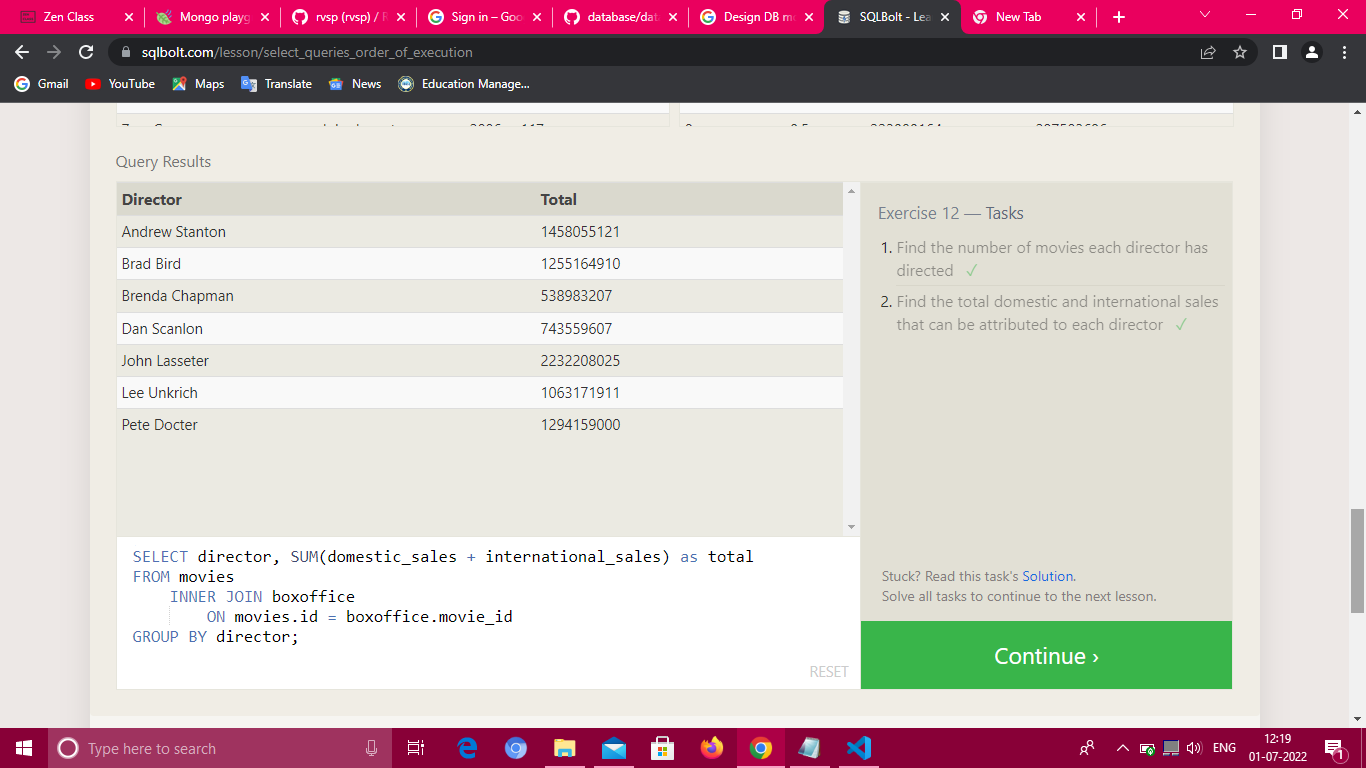 Zen Class
Mongo playg
rvsp (rvsp) / R
Sign in – Goo
database/data
Design DB mo
SQLBolt - Lea
New Tab
sqlbolt.com/lesson/select_queries_order_of_execution
Gmail YouTube Maps Translate News Education Manage...
Query Results
Director Total
Andrew Stanton 1458055121
Brad Bird 1255164910
Brenda Chapman 538983207
Dan Scanlon 743559607
John Lasseter 2232208025
Lee Unkrich 1063171911
Pete Docter 1294159000
Exercise 12 — Tasks
1. Find the number of movies each director has
directed ✓
2. Find the total domestic and international sales
that can be attributed to each director ✓
SELECT director, SUM(domestic_sales + international_sales) as total
FROM movies
INNER JOIN boxoffice
ON movies.id = boxoffice.movie_id
GROUP BY director;
RESET
Stuck? Read this task's Solution.
Solve all tasks to continue to the next lesson.
Continue ›
Type here to search
ENG
12:19
01-07-2022
1